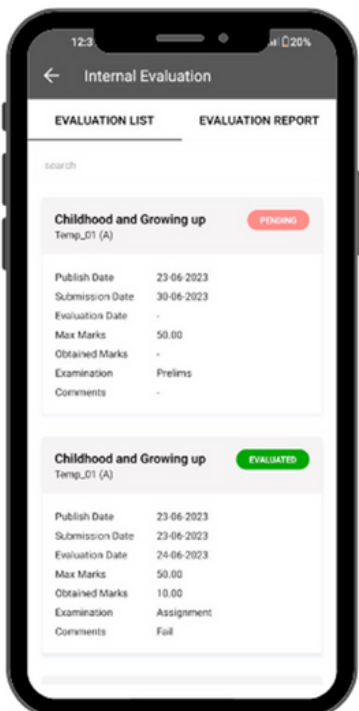 12:3
20%
← Internal Evaluation
EVALUATION LIST EVALUATION REPORT
search
Childhood and Growing up PENDING
Temp_01 (A)
Publish Date 23-06-2023
Submission Date 30-06-2023
Evaluation Date -
Max Marks 50.00
Obtained Marks -
Examination Prelims
Comments -
Childhood and Growing up EVALUATED
Temp_01 (A)
Publish Date 23-06-2023
Submission Date 23-06-2023
Evaluation Date 24-06-2023
Max Marks 50.00
Obtained Marks 10.00
Examination Assignment
Comments Fail